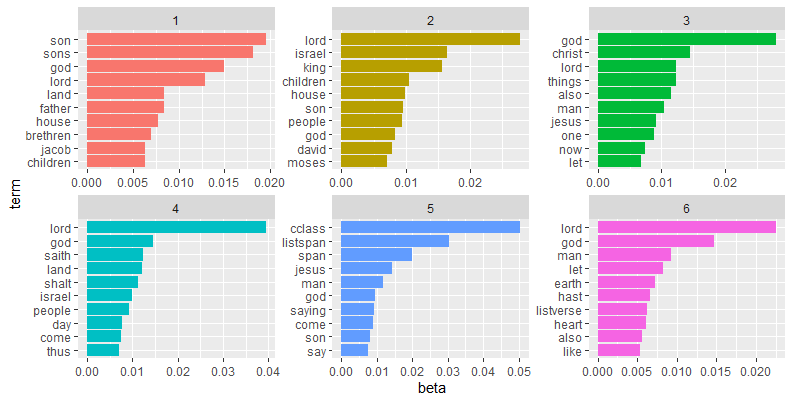 1
son
sons
god
lord
land
father
house
brethren
jacob
children
0.000 0.005 0.010 0.015 0.020
2
lord
israel
king
children
house
son
people
god
david
moses
0.00 0.01 0.02
3
god
christ
lord
things
also
man
jesus
one
now
let
0.00 0.01 0.02
term
4
lord
god
saith
land
shalt
israel
people
day
come
thus
0.00 0.01 0.02 0.03 0.04
5
cclass
listspan
span
jesus
man
god
saying
come
son
say
0.00 0.01 0.02 0.03 0.04 0.05
6
lord
god
man
let
earth
hast
listverse
heart
also
like
0.000 0.005 0.010 0.015 0.020
beta